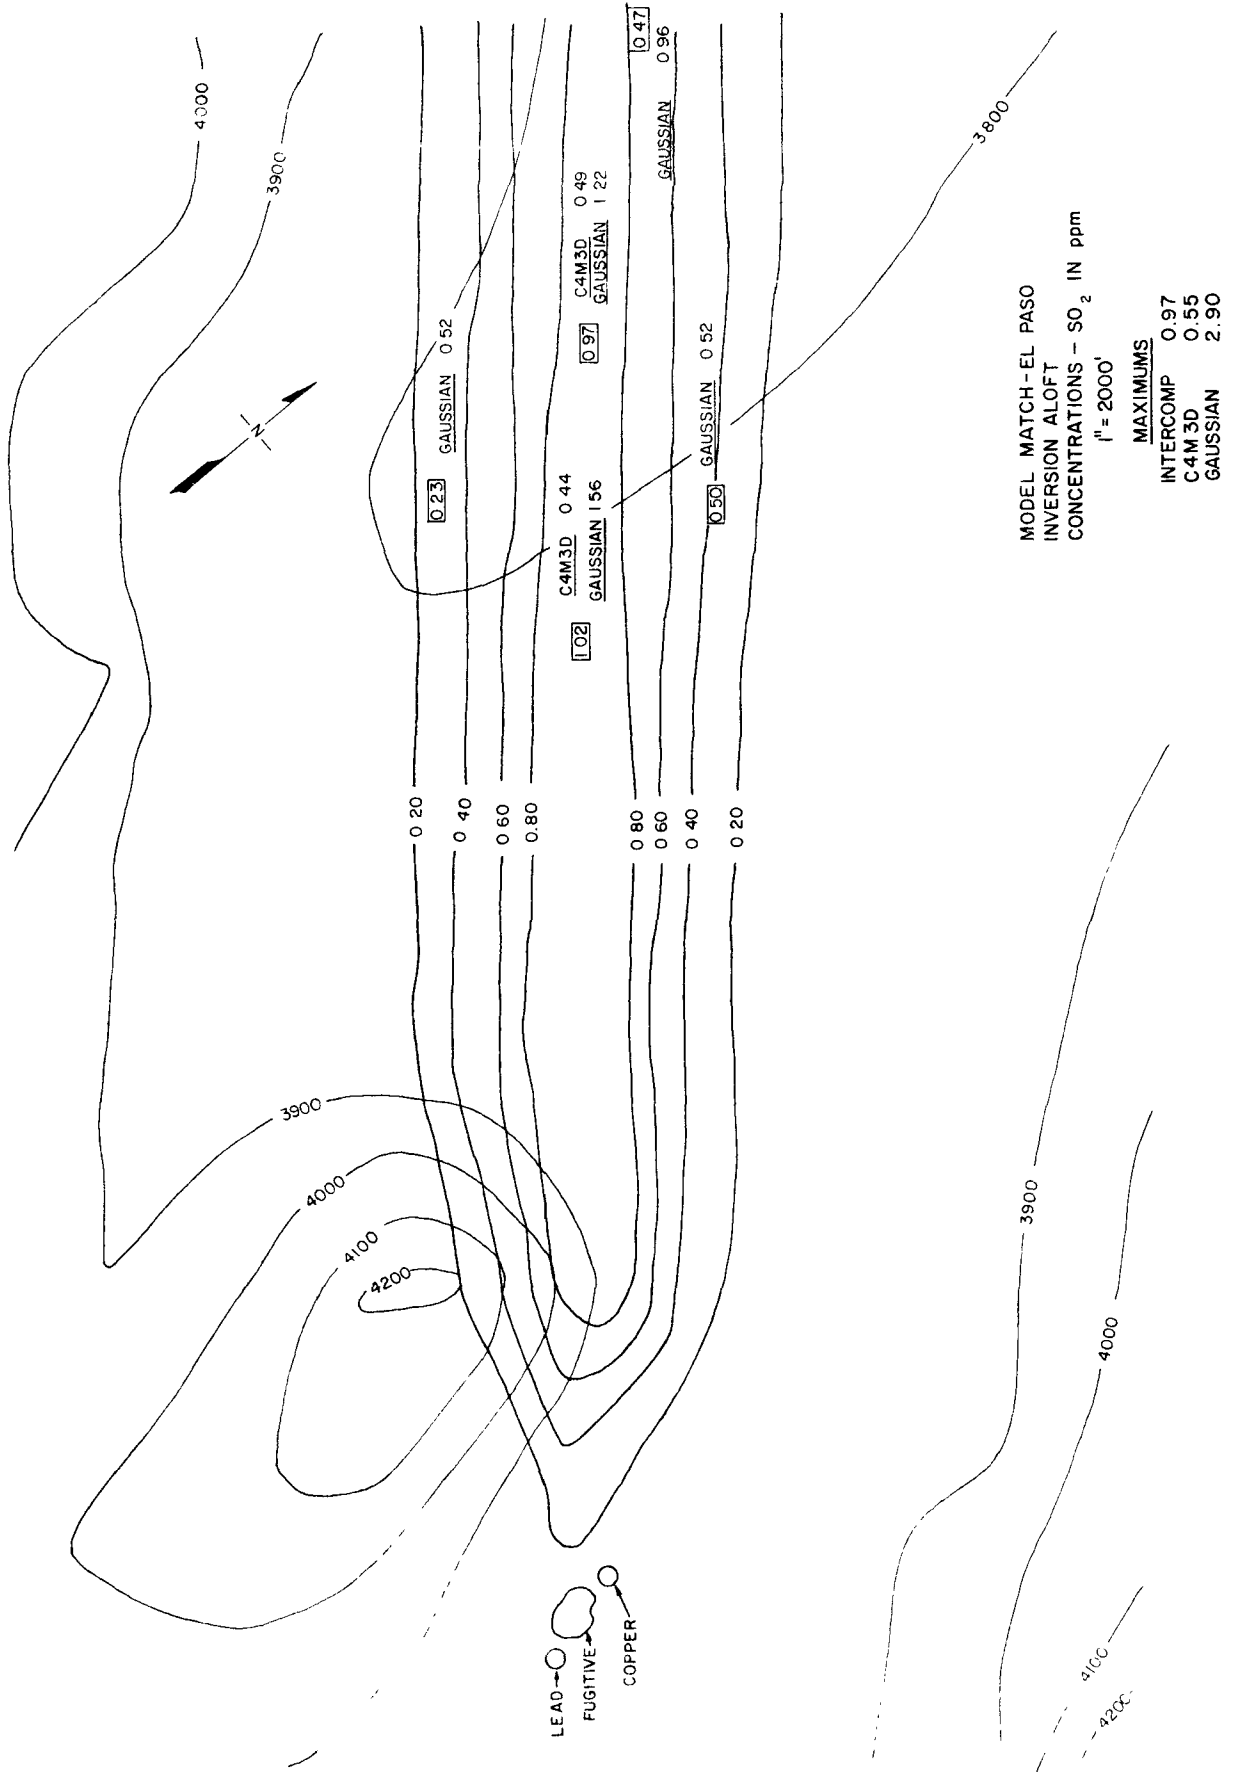 MODEL MATCH-EL PASO
INVERSION ALOFT
CONCENTRATIONS - SO2 IN ppm
1" = 2000'
MAXIMUMS
INTERCOMP 0.97
C4M3D 0.55
GAUSSIAN 2.90
LEAD
FUGITIVE
COPPER
4200
4100
4000
3900
0 20
0 40
0 60
0.80
0 80
0 60
0 40
0 20
1 02
C4M3D 0 44
GAUSSIAN 1 56
0 23
GAUSSIAN 0 52
0 50
GAUSSIAN 0 52
0 97
C4M3D 0 49
GAUSSIAN 1 22
0 47
GAUSSIAN 0 96
N
4000
3900
3800
3900
4000
4100
4200